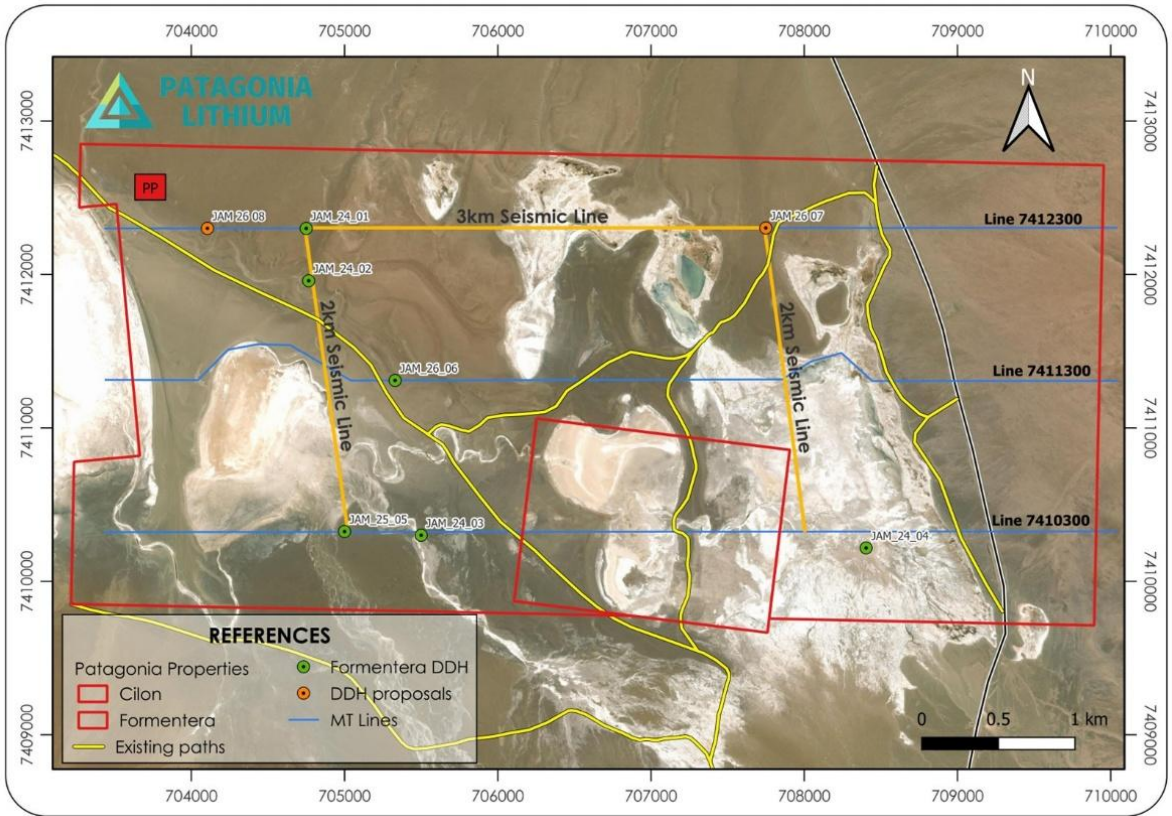 704000 705000 706000 707000 708000 709000 710000
7413000
7413000
PATAGONIA
LITHIUM
N
PP
JAM 26 08
JAM_24_01
3km Seismic Line
JAM 26 07
Line 7412300
7412000
7412000
JAM_24_02
2km Seismic Line
2km Seismic Line
JAM_26_06
Line 7411300
7411000
7411000
JAM_25_05
JAM_24_03
JAM_24_04
Line 7410300
7410000
7410000
REFERENCES
Patagonia Properties
Cilon
Formentera
Existing paths
Formentera DDH
DDH proposals
MT Lines
0 0.5 1 km
7409000
7409000
704000 705000 706000 707000 708000 709000 710000